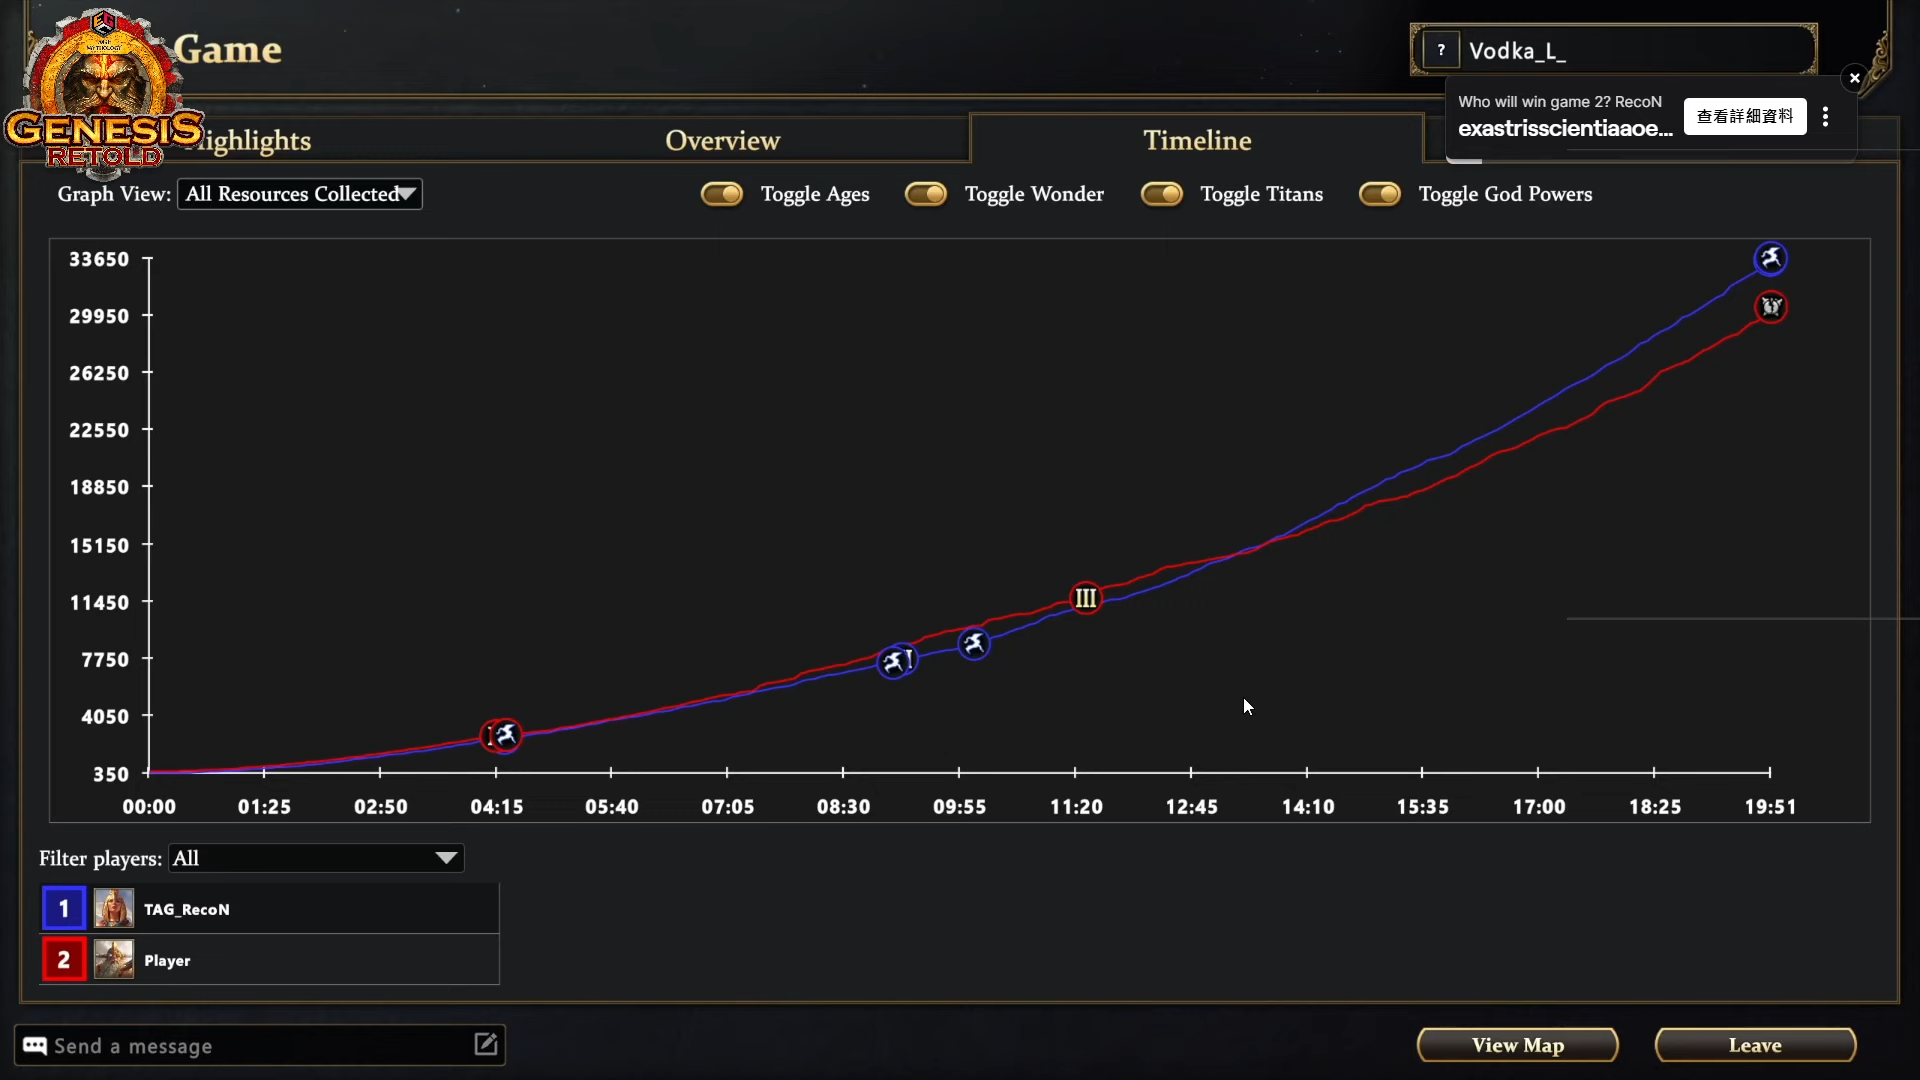 Game
GENESIS
RETOLD
? Vodka_L_
Who will win game 2? RecoN
exastrisscientiaaoe...
查看詳細資料
Highlights
Overview
Timeline
Graph View: All Resources Collected
Toggle Ages
Toggle Wonder
Toggle Titans
Toggle God Powers
33650
29950
26250
22550
18850
15150
11450
7750
4050
350
III
00:00 01:25 02:50 04:15 05:40 07:05 08:30 09:55 11:20 12:45 14:10 15:35 17:00 18:25 19:51
Filter players: All
1 TAG_RecoN
2 Player
Send a message
View Map
Leave